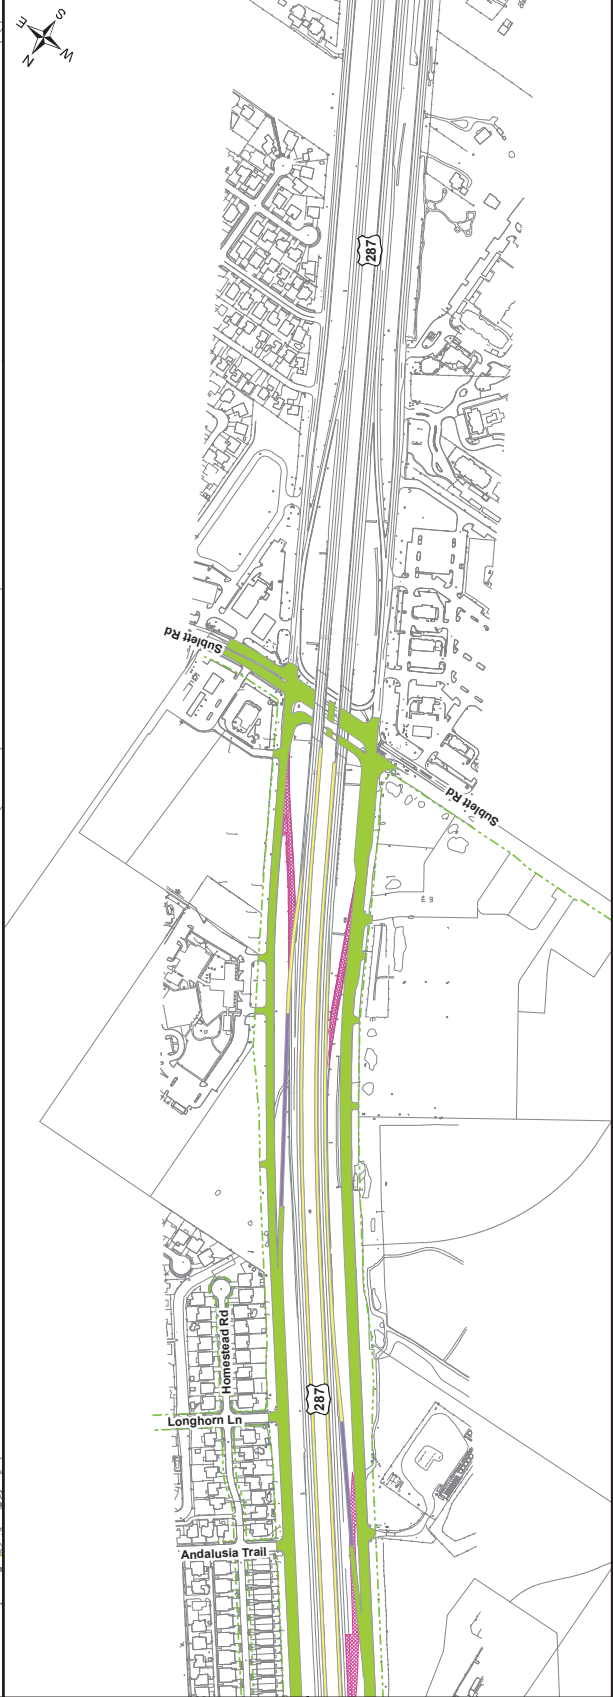 S
E
W
N
287
Sublett Rd
Sublett Rd
Homestead Rd
287
Longhorn Ln
Andalusia Trail